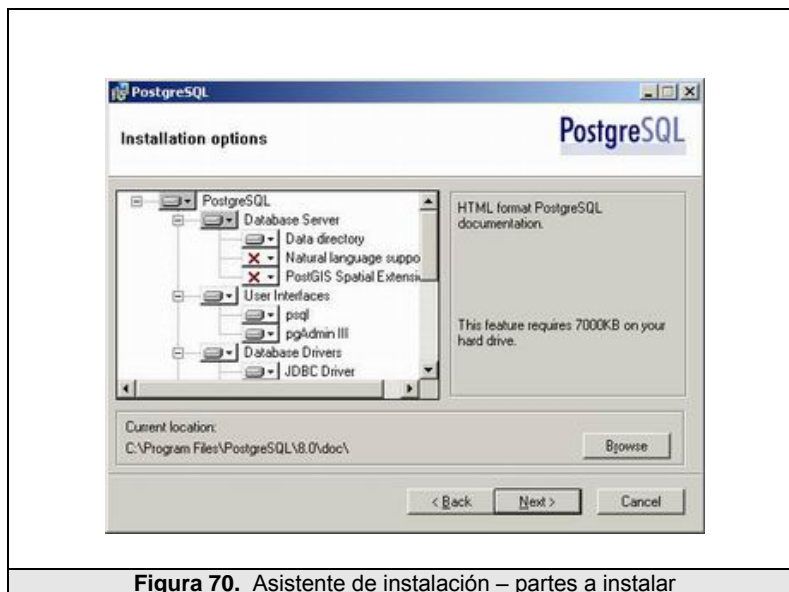 PostgreSQL
Installation options
PostgreSQL
PostgreSQL
Database Server
Data directory
Natural language suppo
PostGIS Spatial Extensi
User Interfaces
psql
pgAdmin III
Database Drivers
JDBC Driver
HTML format PostgreSQL
documentation.
This feature requires 7000KB on your
hard drive.
Current location:
C:\Program Files\PostgreSQL\8.0\doc\
Browse
< Back
Next >
Cancel
Figura 70. Asistente de instalación – partes a instalar